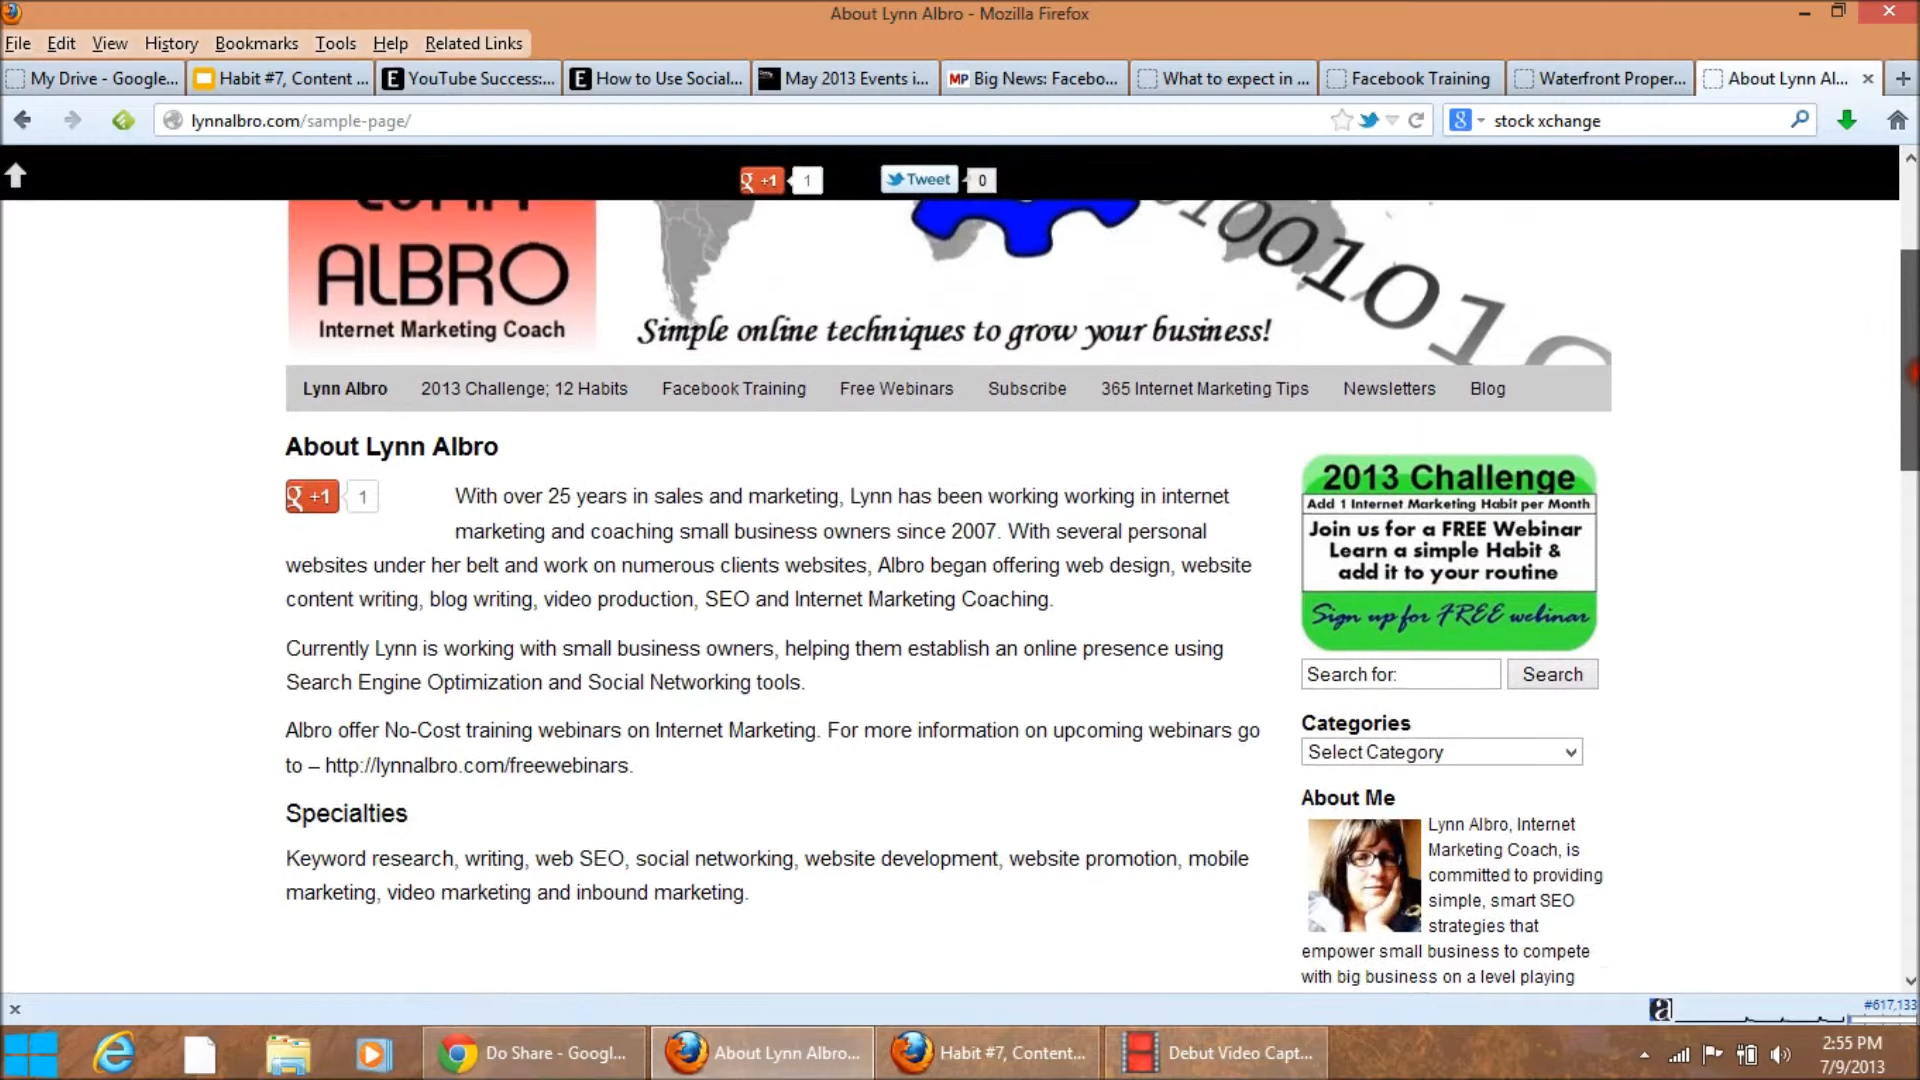 About Lynn Albro - Mozilla Firefox
File Edit View History Bookmarks Tools Help Related Links
My Drive - Google... Habit #7, Content ... YouTube Success:... How to Use Social... May 2013 Events i... Big News: Facebo... What to expect in ... Facebook Training Waterfront Proper... About Lynn Al...
lynnalbro.com/sample-page/ stock xchange
+1 1 Tweet 0
ALBRO
Internet Marketing Coach
Simple online techniques to grow your business!
Lynn Albro 2013 Challenge; 12 Habits Facebook Training Free Webinars Subscribe 365 Internet Marketing Tips Newsletters Blog
About Lynn Albro
+1 1
With over 25 years in sales and marketing, Lynn has been working working in internet
marketing and coaching small business owners since 2007. With several personal
websites under her belt and work on numerous clients websites, Albro began offering web design, website
content writing, blog writing, video production, SEO and Internet Marketing Coaching.
Currently Lynn is working with small business owners, helping them establish an online presence using
Search Engine Optimization and Social Networking tools.
Albro offer No-Cost training webinars on Internet Marketing. For more information on upcoming webinars go
to – http://lynnalbro.com/freewebinars.
Specialties
Keyword research, writing, web SEO, social networking, website development, website promotion, mobile
marketing, video marketing and inbound marketing.
2013 Challenge
Add 1 Internet Marketing Habit per Month
Join us for a FREE Webinar
Learn a simple Habit &
add it to your routine
Sign up for FREE webinar
Search for: Search
Categories
Select Category
About Me
Lynn Albro, Internet
Marketing Coach, is
committed to providing
simple, smart SEO
strategies that
empower small business to compete
with big business on a level playing
#617,133
Do Share - Googl... About Lynn Albro... Habit #7, Content... Debut Video Capt...
2:55 PM
7/9/2013